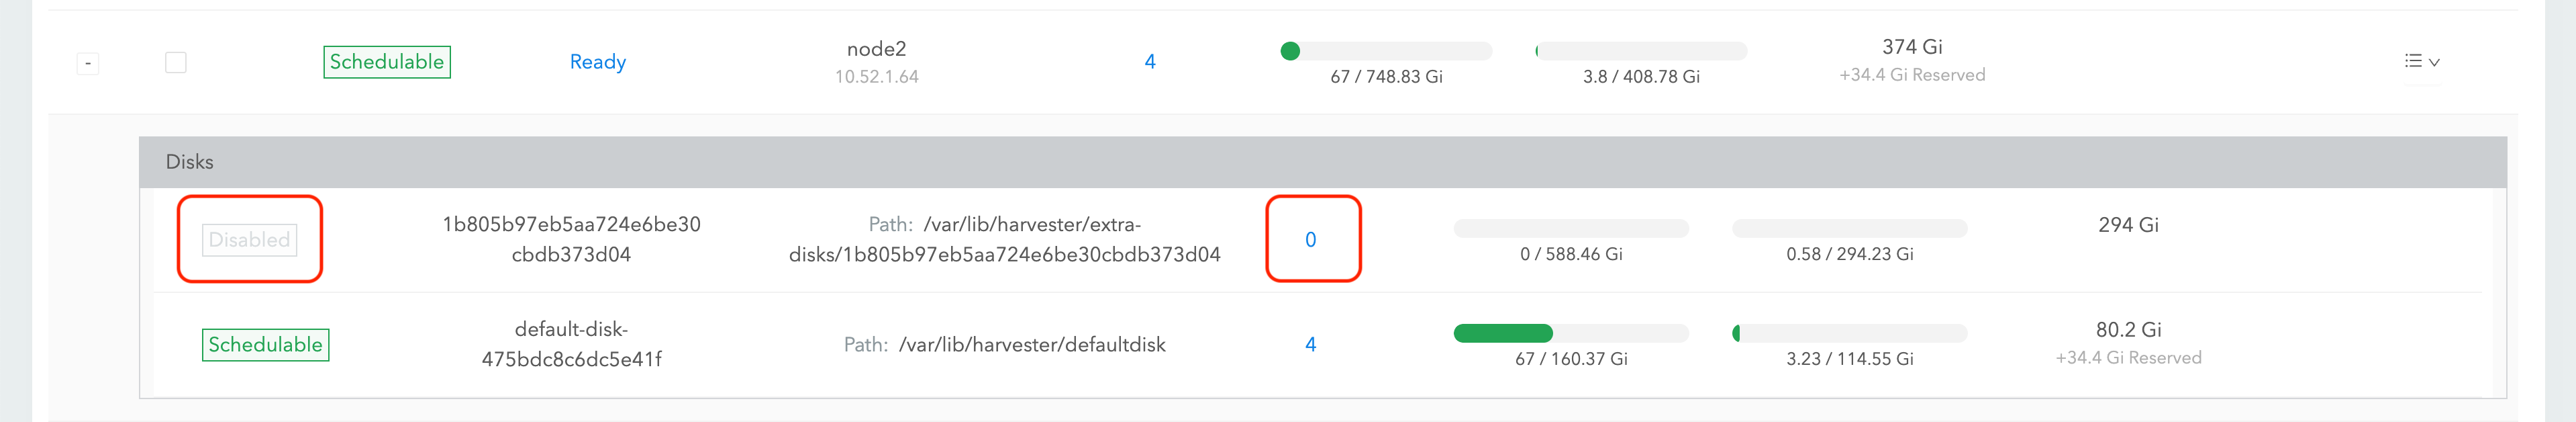 -
Schedulable
Ready
node2
10.52.1.64
4
67 / 748.83 Gi
3.8 / 408.78 Gi
374 Gi
+34.4 Gi Reserved
Disks
Disabled
1b805b97eb5aa724e6be30
cbdb373d04
Path: /var/lib/harvester/extra-
disks/1b805b97eb5aa724e6be30cbdb373d04
0
0 / 588.46 Gi
0.58 / 294.23 Gi
294 Gi
Schedulable
default-disk-
475bdc8c6dc5e41f
Path: /var/lib/harvester/defaultdisk
4
67 / 160.37 Gi
3.23 / 114.55 Gi
80.2 Gi
+34.4 Gi Reserved